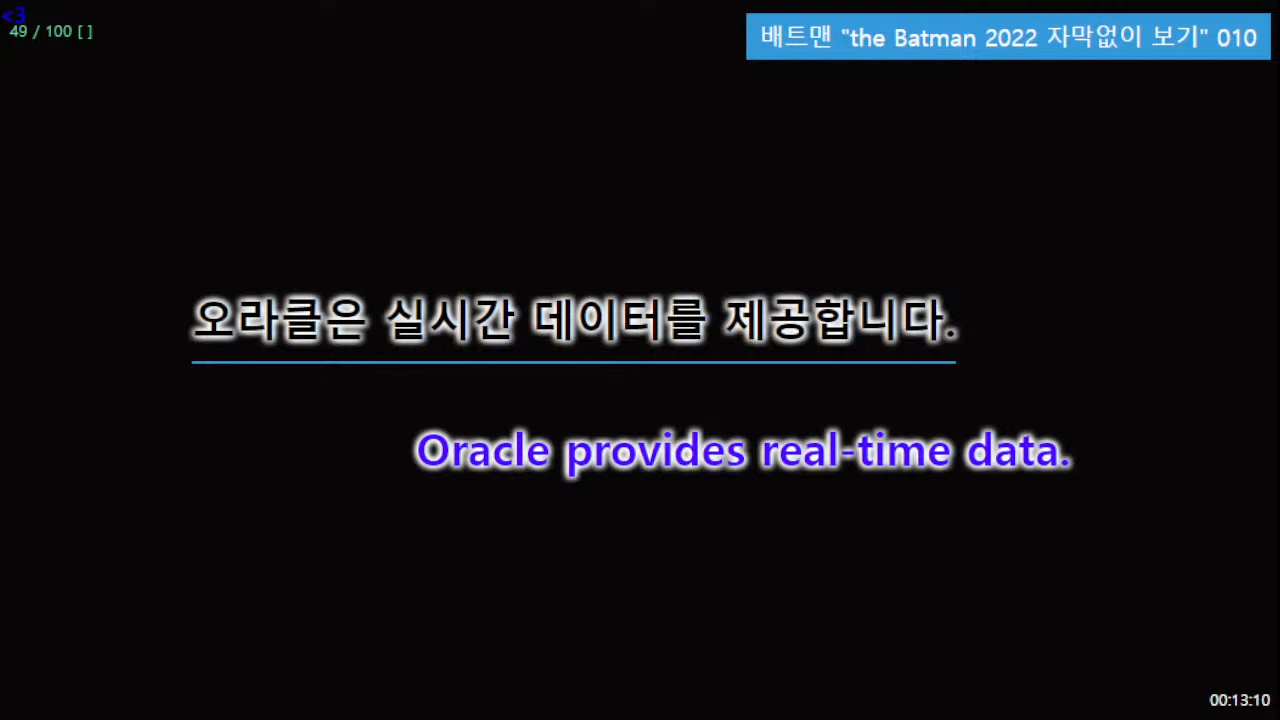 <3
49 / 100 [ ]
배트맨 "the Batman 2022 자막없이 보기" 010
오라클은 실시간 데이터를 제공합니다.
Oracle provides real-time data.
00:13:10